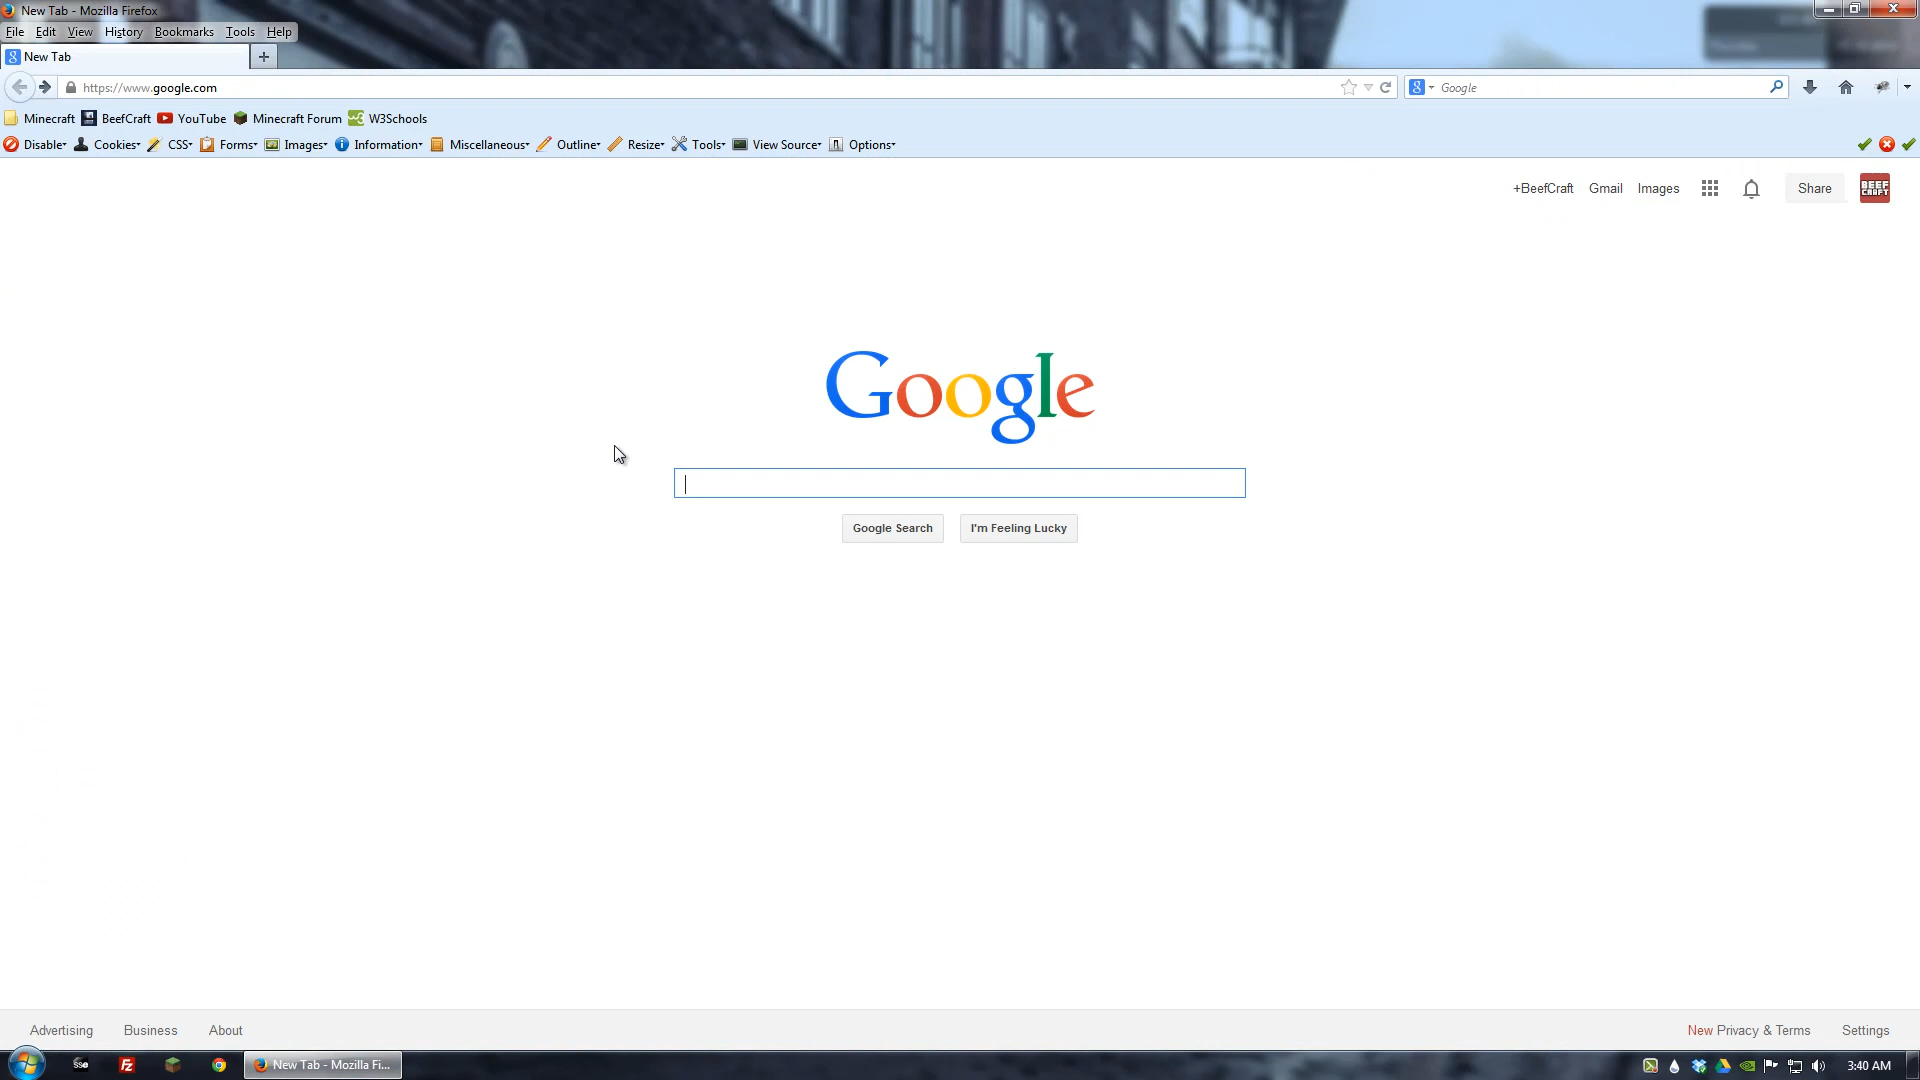 New Tab - Mozilla Firefox
File Edit View History Bookmarks Tools Help
New Tab
https://www.google.com
Google
Minecraft BeefCraft YouTube Minecraft Forum W3Schools
Disable Cookies CSS Forms Images Information Miscellaneous Outline Resize Tools View Source Options
+BeefCraft Gmail Images Share BEEF CRAFT
Google
Google Search I'm Feeling Lucky
Advertising Business About New Privacy & Terms Settings
SSE FZ New Tab - Mozilla Fi... 3:40 AM